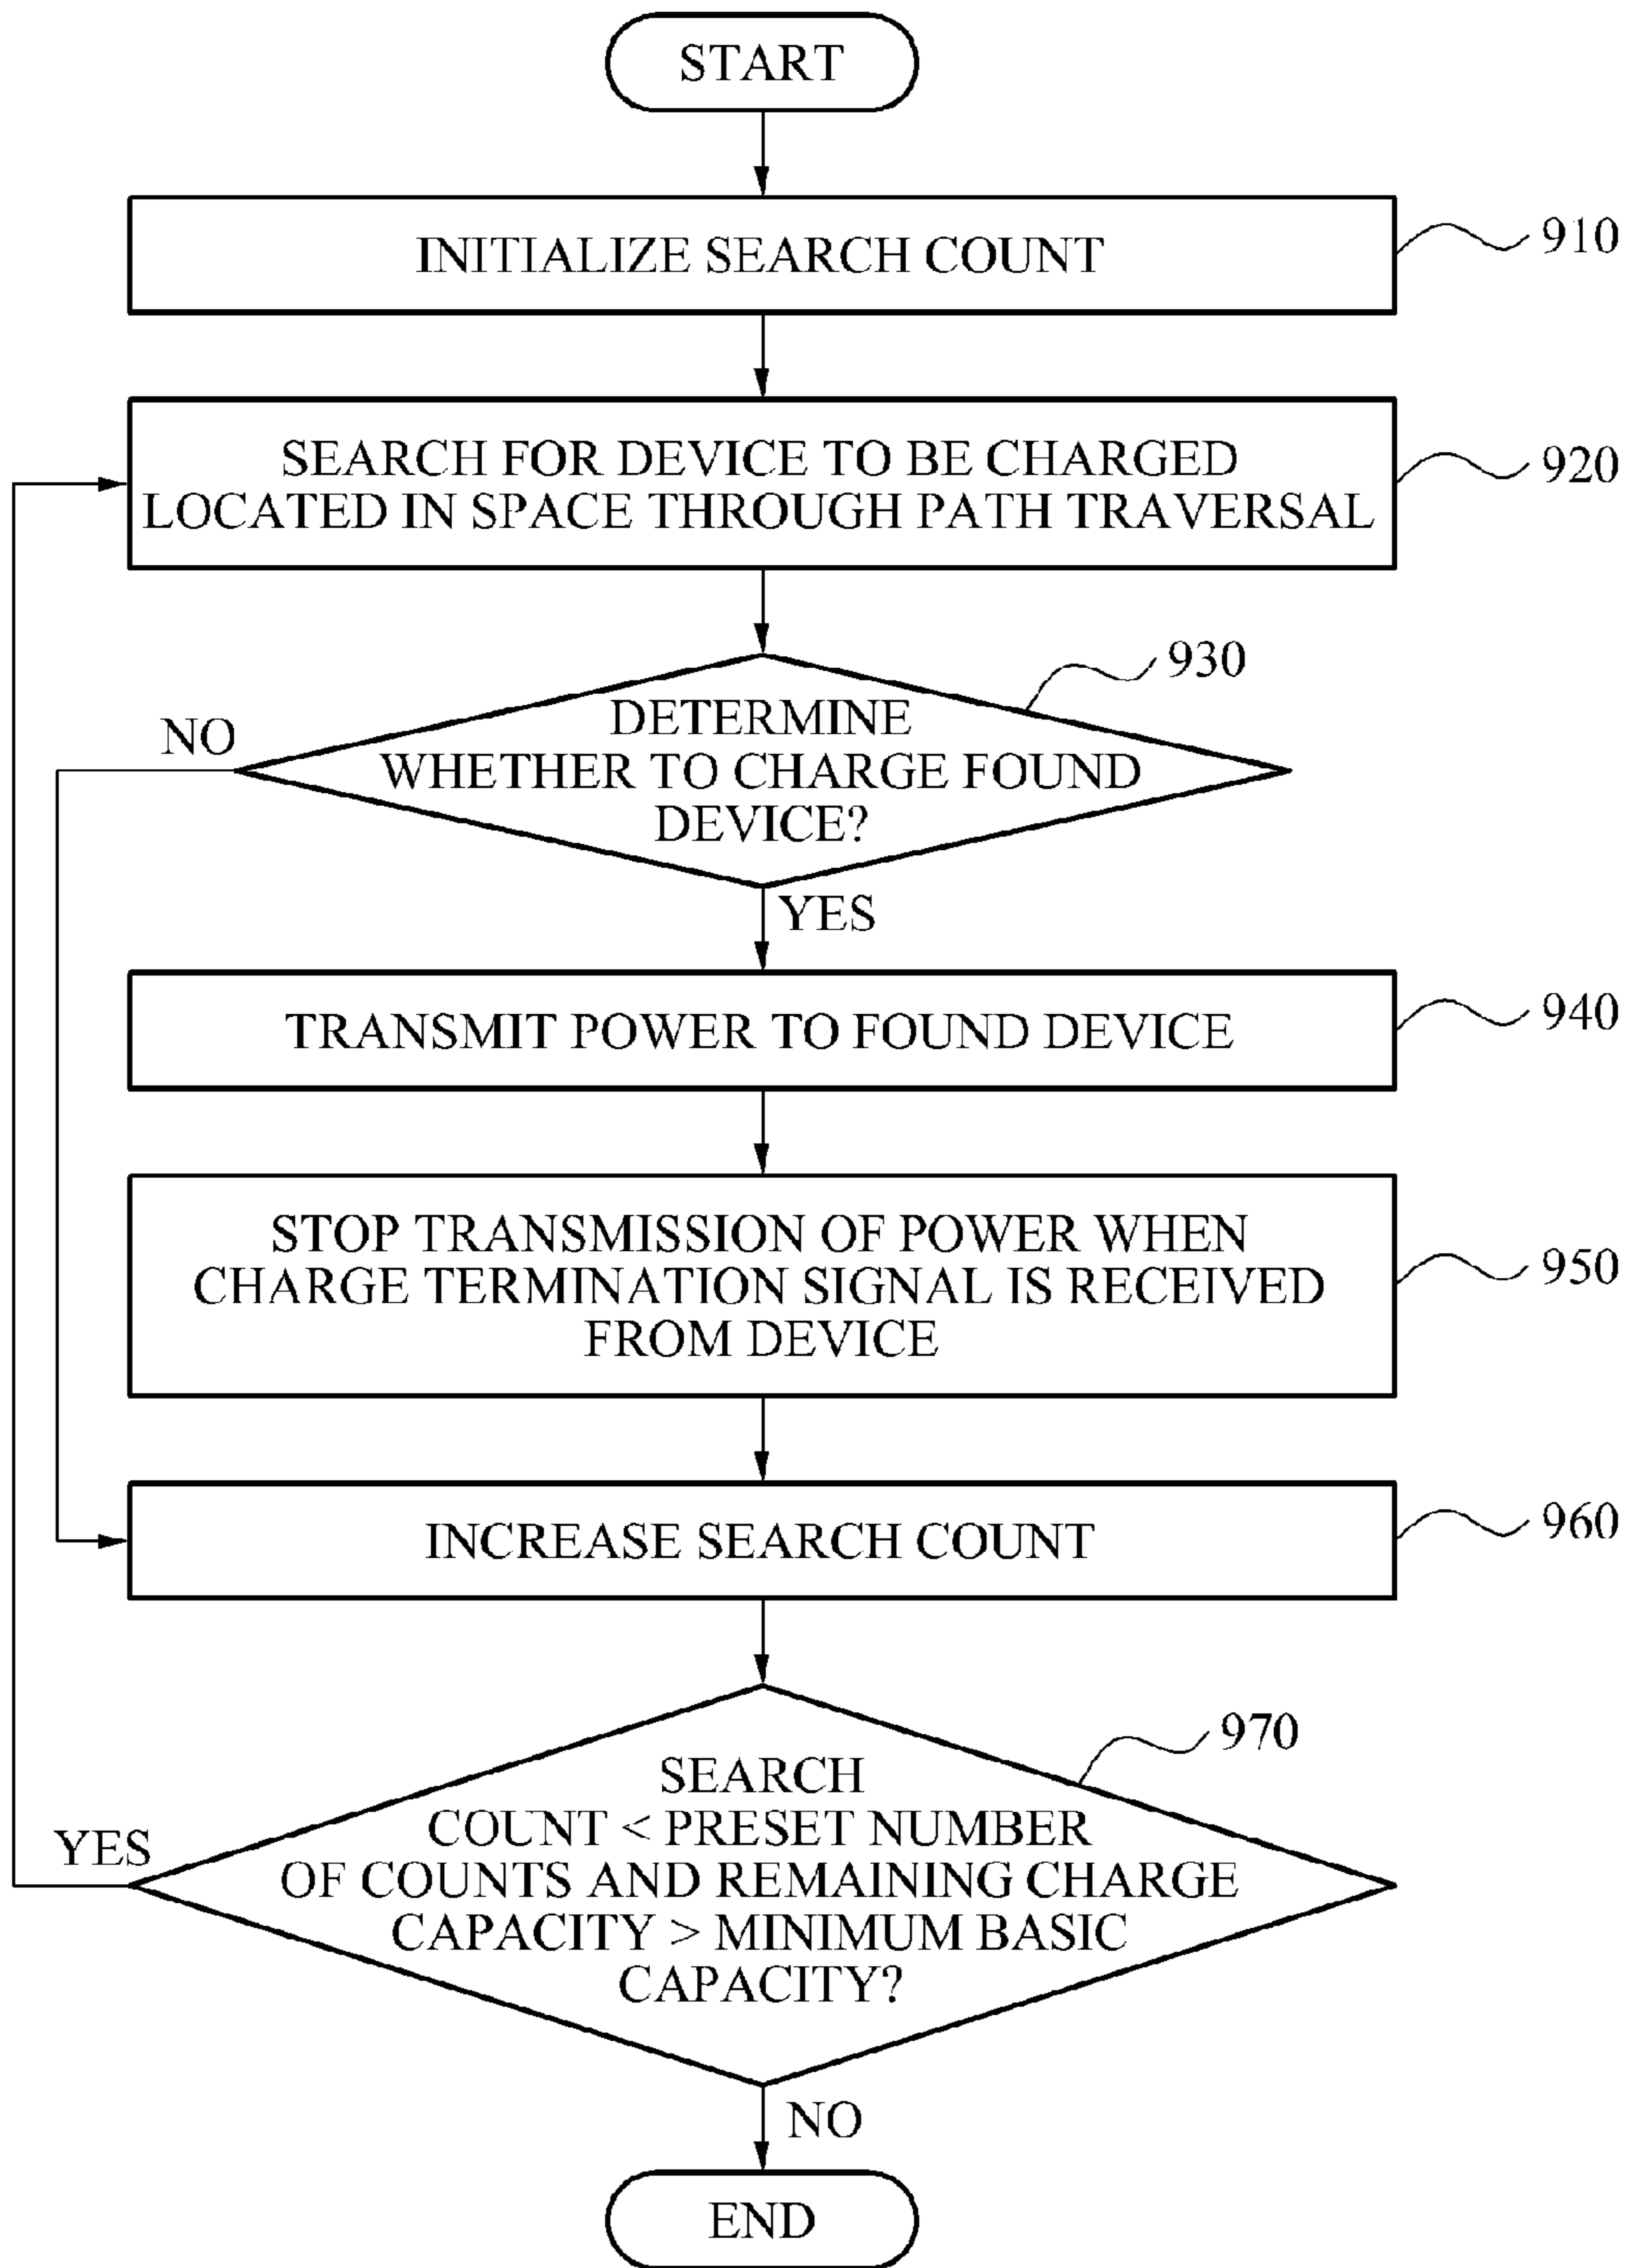 START
INITIALIZE SEARCH COUNT
910
SEARCH FOR DEVICE TO BE CHARGED
LOCATED IN SPACE THROUGH PATH TRAVERSAL
920
930
DETERMINE
WHETHER TO CHARGE FOUND
DEVICE?
NO
YES
TRANSMIT POWER TO FOUND DEVICE
940
STOP TRANSMISSION OF POWER WHEN
CHARGE TERMINATION SIGNAL IS RECEIVED
FROM DEVICE
950
INCREASE SEARCH COUNT
960
970
SEARCH
COUNT < PRESET NUMBER
OF COUNTS AND REMAINING CHARGE
CAPACITY > MINIMUM BASIC
CAPACITY?
YES
NO
END